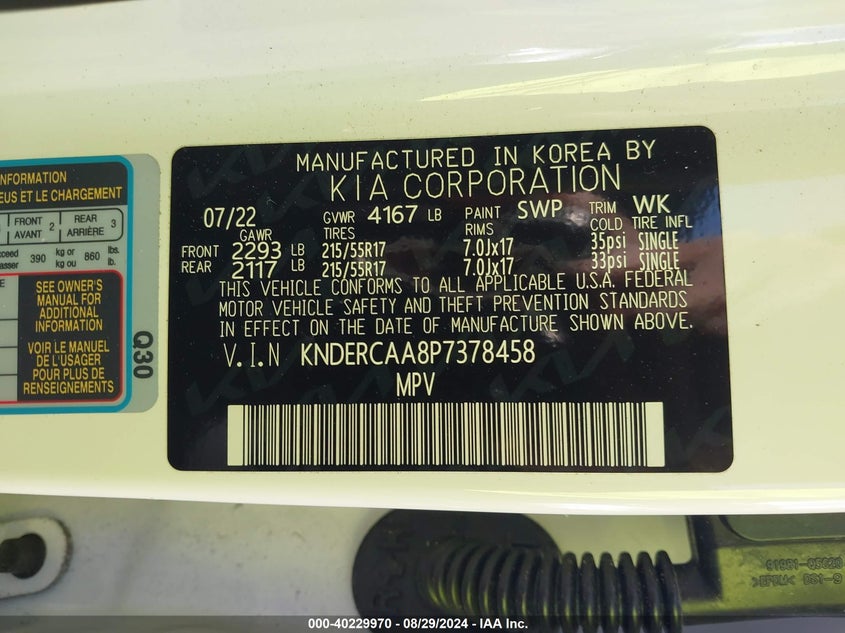 INFORMATION
EUS ET LE CHARGEMENT
FRONT 2 REAR 3
AVANT ARRIÈRE
xceed 390 kg or 860 lbs.
asser kg ou lb.
SEE OWNER'S
MANUAL FOR
ADDITIONAL
INFORMATION
VOIR LE MANUEL
DE L'USAGER
POUR PLUS DE
RENSEIGNEMENTS
Q30
MANUFACTURED IN KOREA BY
KIA CORPORATION
07/22 GVWR 4167 LB PAINT SWP TRIM WK
GAWR TIRES RIMS COLD TIRE INFL
FRONT 2293 LB 215/55R17 7.0Jx17 35psi SINGLE
REAR 2117 LB 215/55R17 7.0Jx17 33psi SINGLE
THIS VEHICLE CONFORMS TO ALL APPLICABLE U.S.A. FEDERAL
MOTOR VEHICLE SAFETY AND THEFT PREVENTION STANDARDS
IN EFFECT ON THE DATE OF MANUFACTURE SHOWN ABOVE.
V.I.N KNDERCAA8P7378458
MPV
000-40229970 — 08/29/2024 — IAA Inc.